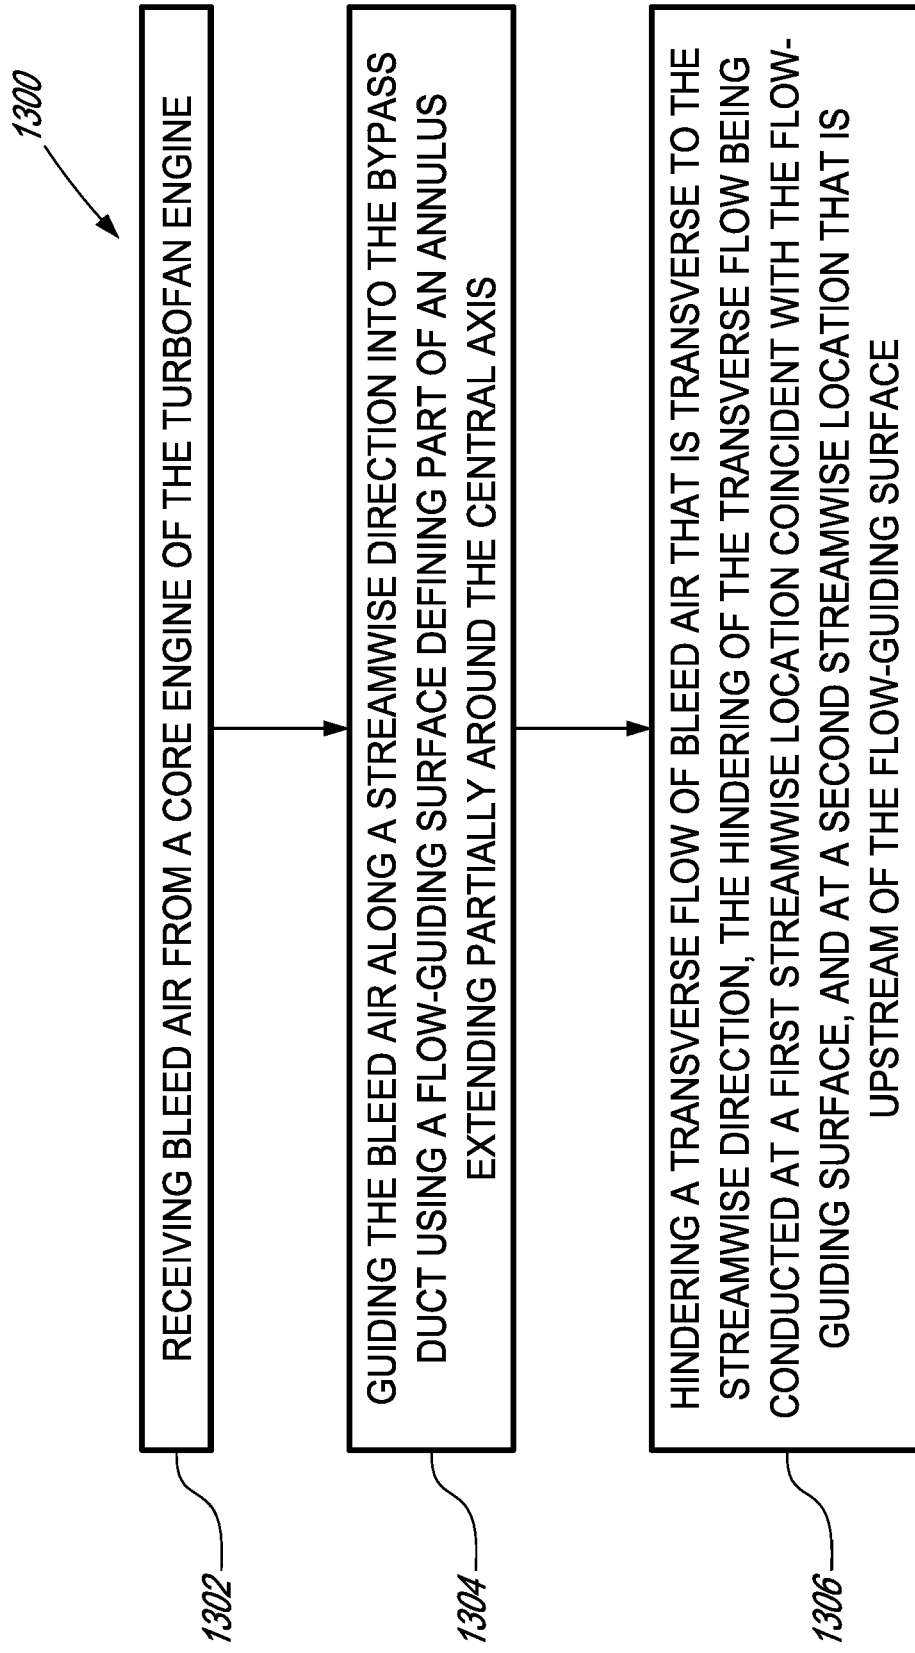 1300
1302
RECEIVING BLEED AIR FROM A CORE ENGINE OF THE TURBOFAN ENGINE
1304
GUIDING THE BLEED AIR ALONG A STREAMWISE DIRECTION INTO THE BYPASS
DUCT USING A FLOW-GUIDING SURFACE DEFINING PART OF AN ANNULUS
EXTENDING PARTIALLY AROUND THE CENTRAL AXIS
1306
HINDERING A TRANSVERSE FLOW OF BLEED AIR THAT IS TRANSVERSE TO THE
STREAMWISE DIRECTION, THE HINDERING OF THE TRANSVERSE FLOW BEING
CONDUCTED AT A FIRST STREAMWISE LOCATION COINCIDENT WITH THE FLOW-
GUIDING SURFACE, AND AT A SECOND STREAMWISE LOCATION THAT IS
UPSTREAM OF THE FLOW-GUIDING SURFACE